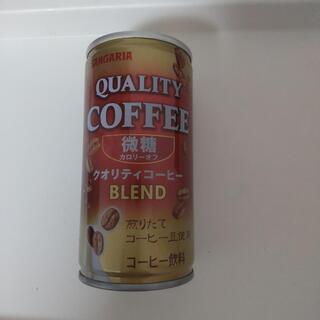 SANGARIA
QUALITY
COFFEE
微糖
カロリーオフ
クオリティコーヒー
BLEND
煎りたて
コーヒー豆使用
コーヒー飲料